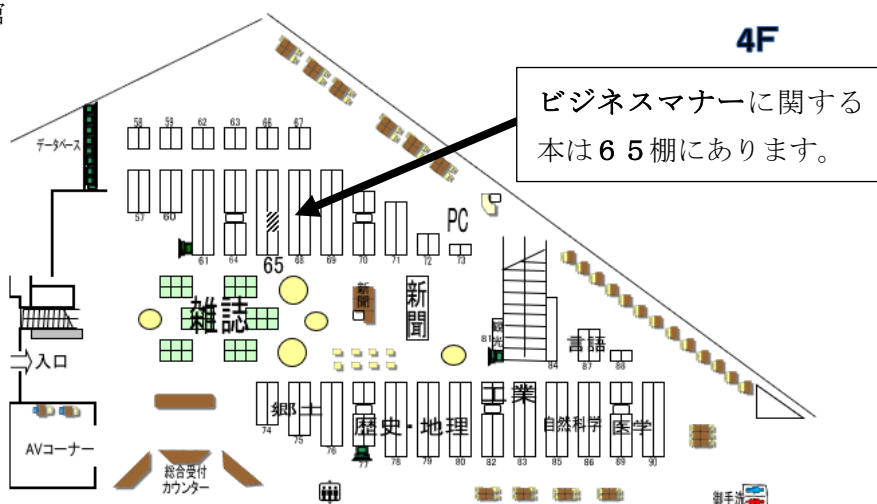 館
4F
ビジネスマナーに関する
本は６５棚にあります。
データベース
58
59
62
63
66
67
57
60
61
64
65
68
69
70
71
72
73
PC
雑誌
新聞
新聞
観光
81
84
言語
87
88
入口
AVコーナー
総合受付
カウンター
郷土
歴史・地理
工業
自然科学
医学
74
75
76
77
78
79
80
82
83
85
86
89
90
御手洗